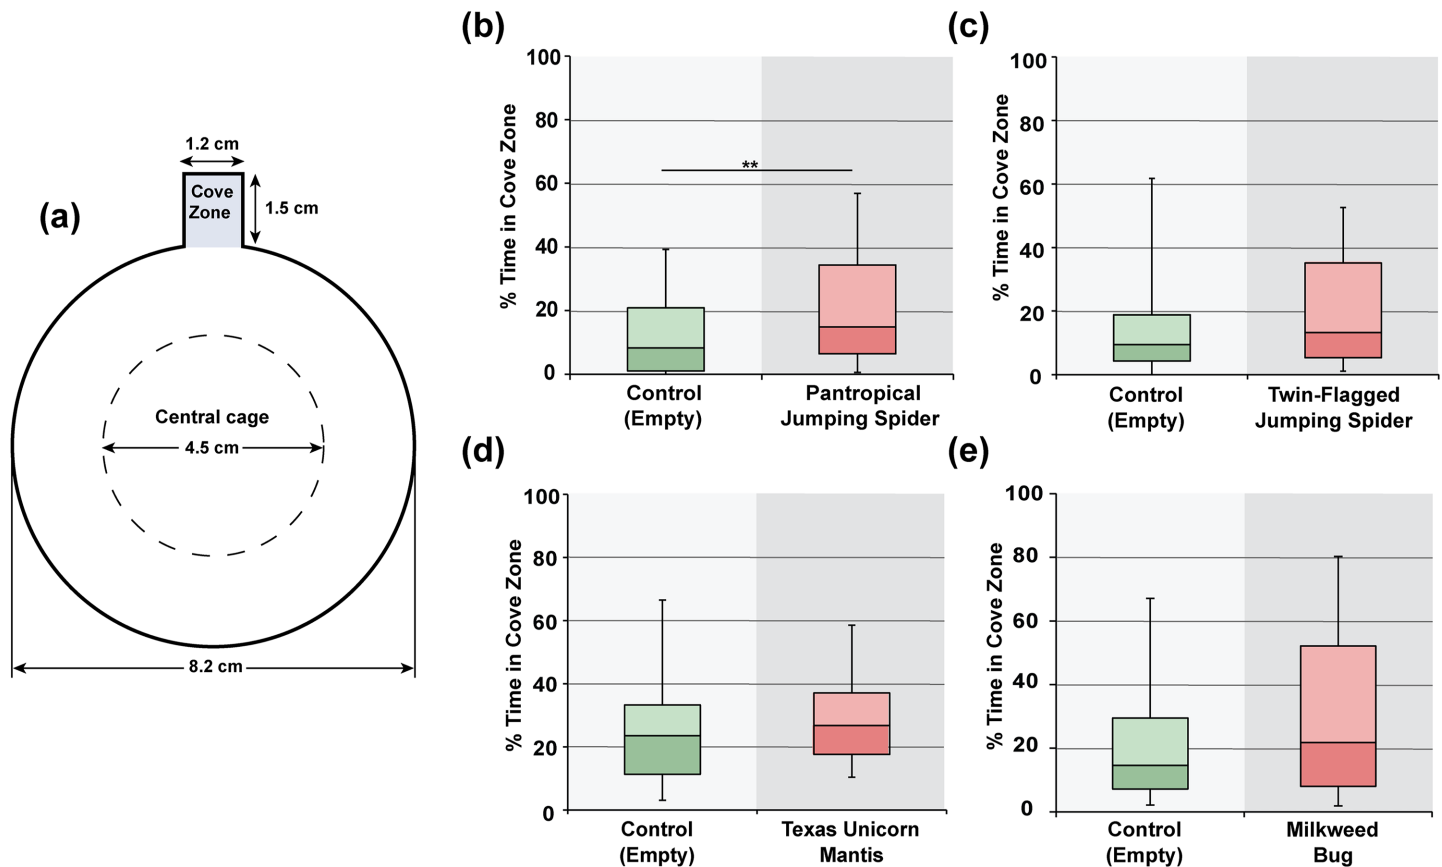 (a)
1.2 cm
Cove
Zone
1.5 cm
Central cage
4.5 cm
8.2 cm
(b)
% Time in Cove Zone
100
80
60
40
20
0
**
Control
(Empty)
Pantropical
Jumping Spider
(c)
% Time in Cove Zone
100
80
60
40
20
0
Control
(Empty)
Twin-Flagged
Jumping Spider
(d)
% Time in Cove Zone
100
80
60
40
20
0
Control
(Empty)
Texas Unicorn
Mantis
(e)
% Time in Cove Zone
100
80
60
40
20
0
Control
(Empty)
Milkweed
Bug